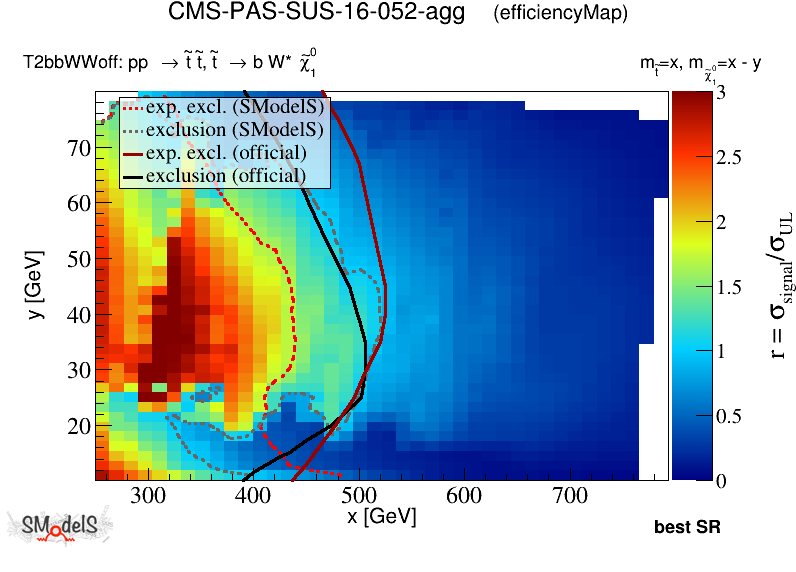 CMS-PAS-SUS-16-052-agg (efficiencyMap)
T2bbWWoff: pp → t̃ t̃, t̃ → b W* χ̃₁⁰ m_t̃=x, m_χ̃₁⁰=x - y
exp. excl. (SModelS)
exclusion (SModelS)
exp. excl. (official)
exclusion (official)
70
60
50
40
30
20
y [GeV]
300 400 500 600 700
x [GeV]
3
2.5
2
1.5
1
0.5
0
r = σ_signal/σ_UL
SModelS
best SR